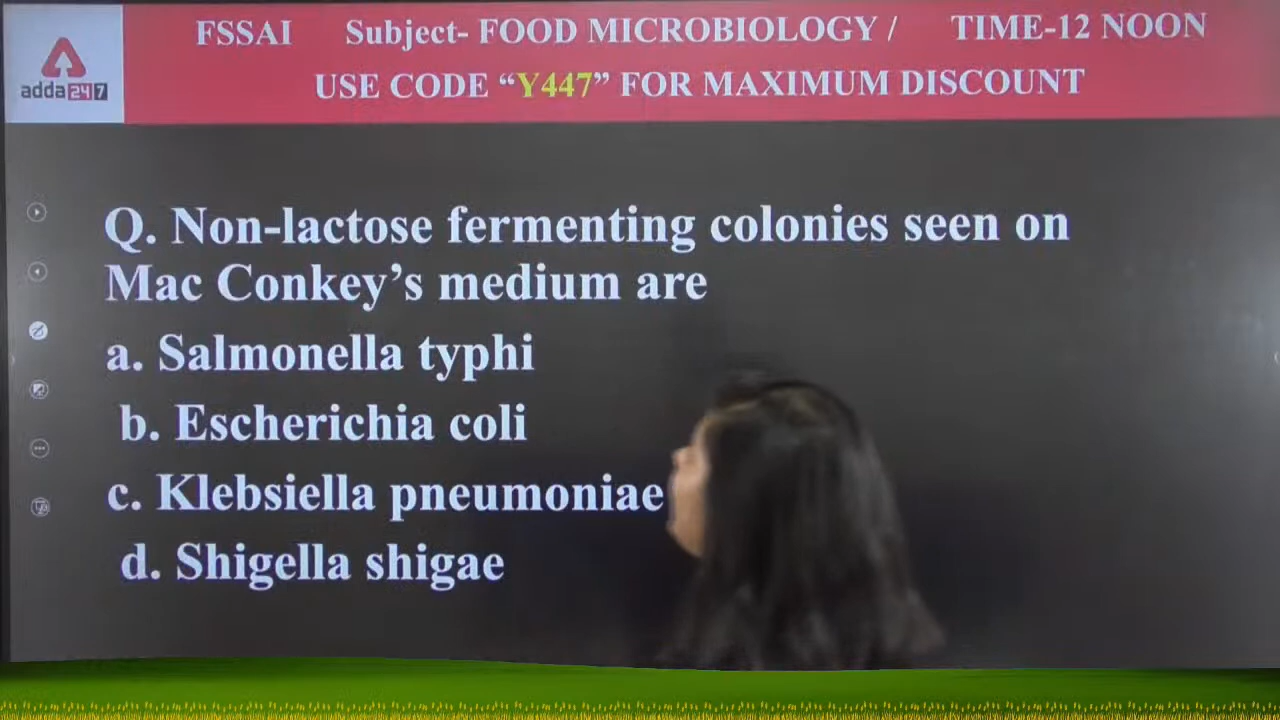 FSSAI Subject- FOOD MICROBIOLOGY / TIME-12 NOON
USE CODE “Y447” FOR MAXIMUM DISCOUNT
adda247
Q. Non-lactose fermenting colonies seen on
Mac Conkey’s medium are
a. Salmonella typhi
b. Escherichia coli
c. Klebsiella pneumoniae
d. Shigella shigae